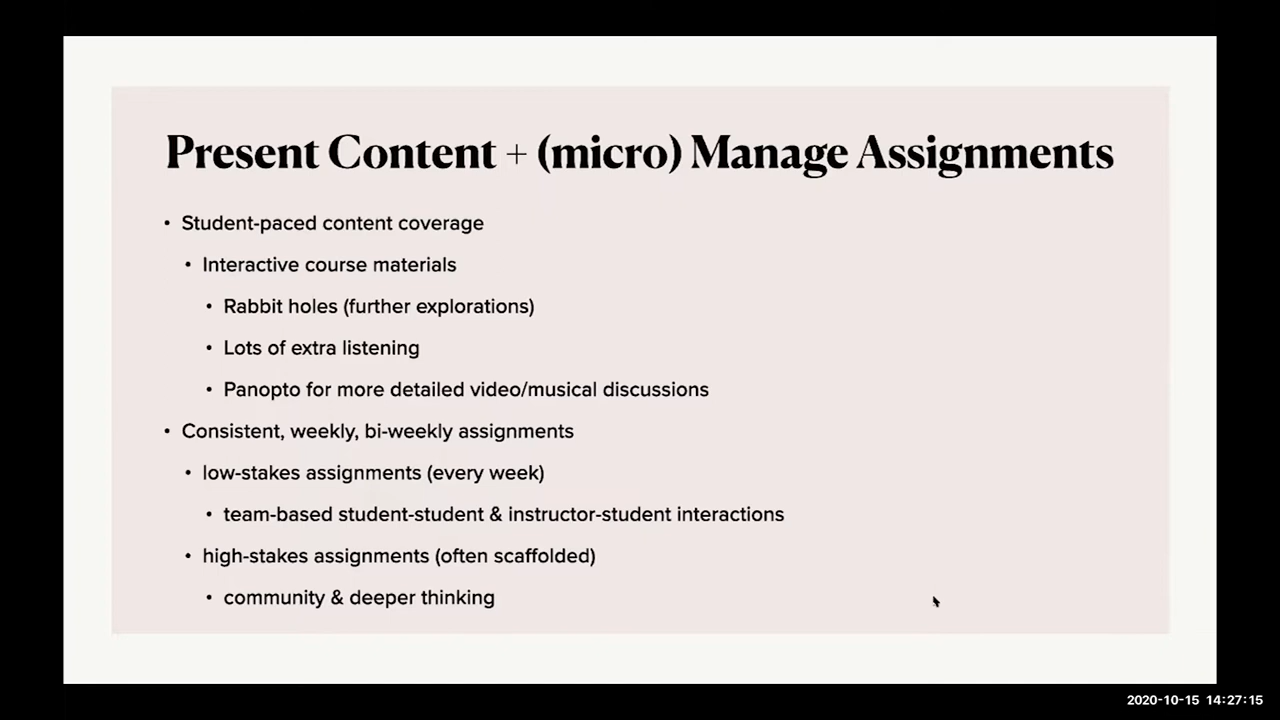 Present Content + (micro) Manage Assignments
• Student-paced content coverage
• Interactive course materials
• Rabbit holes (further explorations)
• Lots of extra listening
• Panopto for more detailed video/musical discussions
• Consistent, weekly, bi-weekly assignments
• low-stakes assignments (every week)
• team-based student-student & instructor-student interactions
• high-stakes assignments (often scaffolded)
• community & deeper thinking
2020-10-15 14:27:15